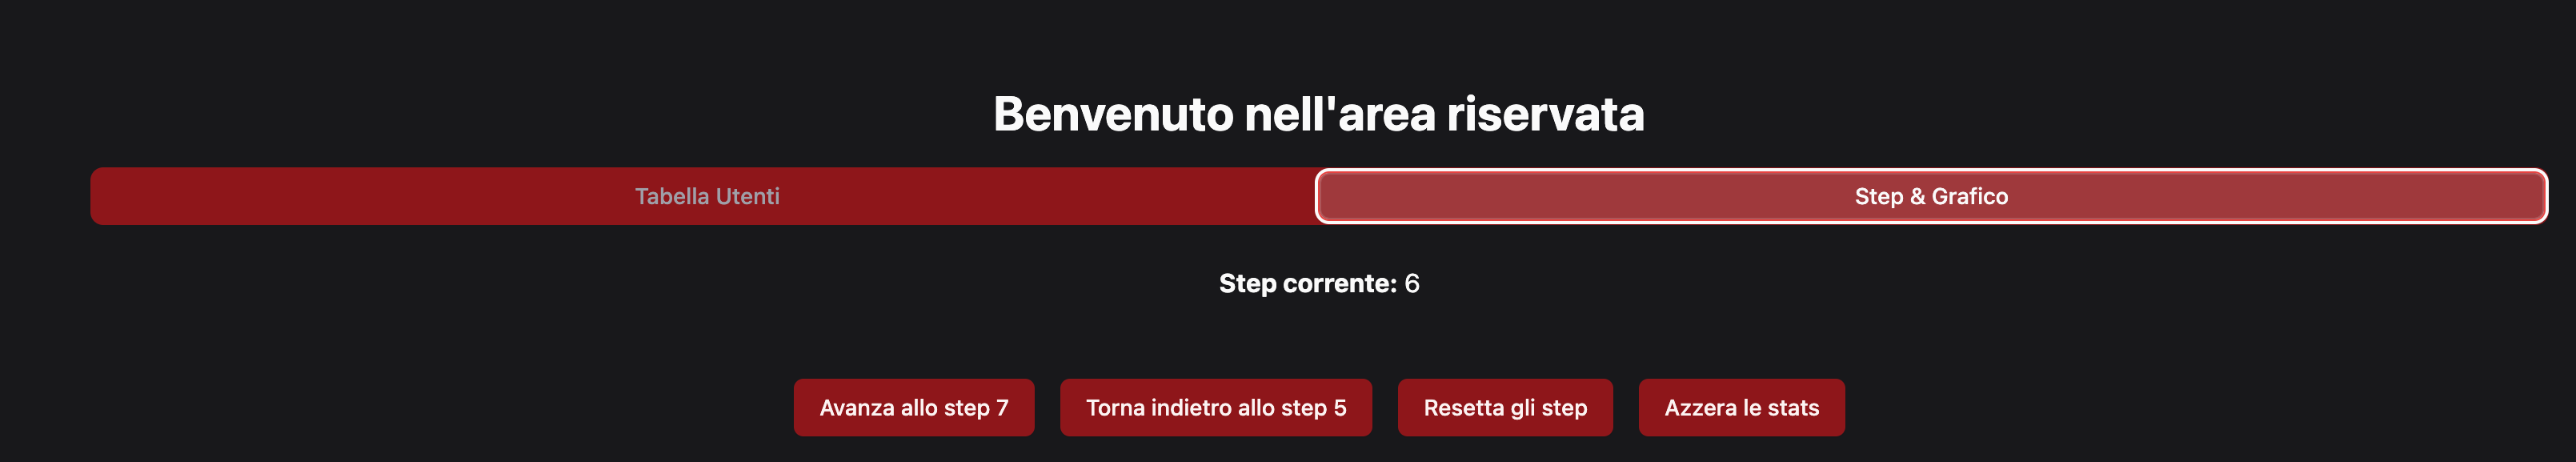 Benvenuto nell'area riservata
Tabella Utenti
Step & Grafico
Step corrente: 6
Avanza allo step 7
Torna indietro allo step 5
Resetta gli step
Azzera le stats